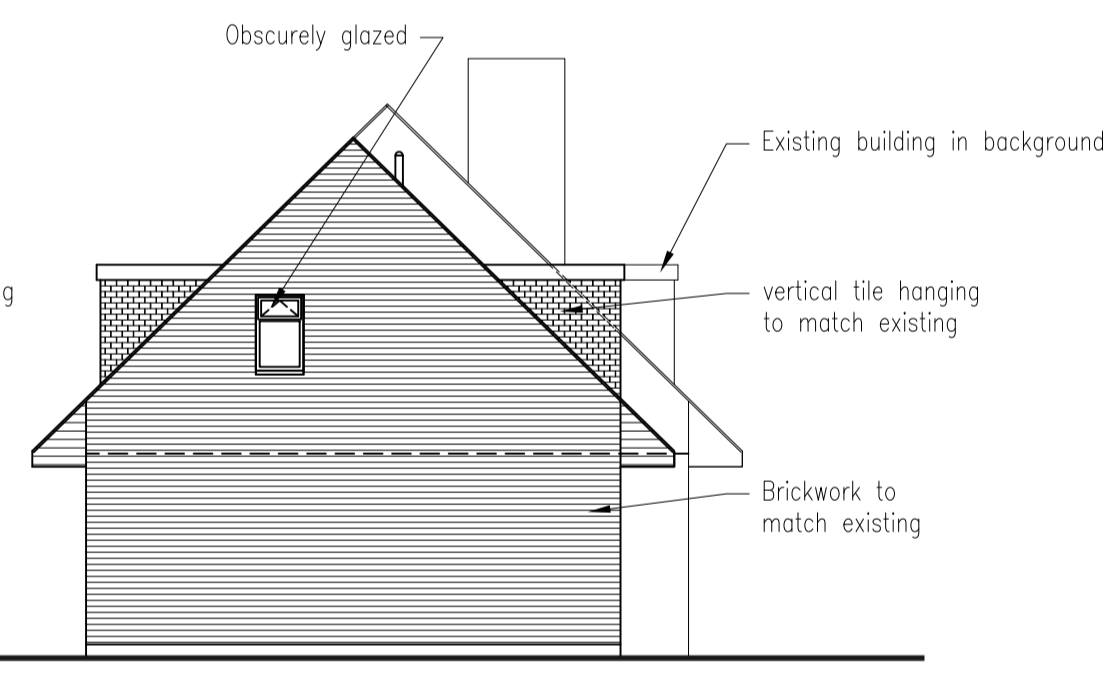 Obscurely glazed
Existing building in background
g
vertical tile hanging
to match existing
Brickwork to
match existing